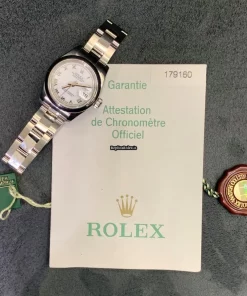 179160
Garantie
Attestation
de Chronomètre
Officiel
ROLEX